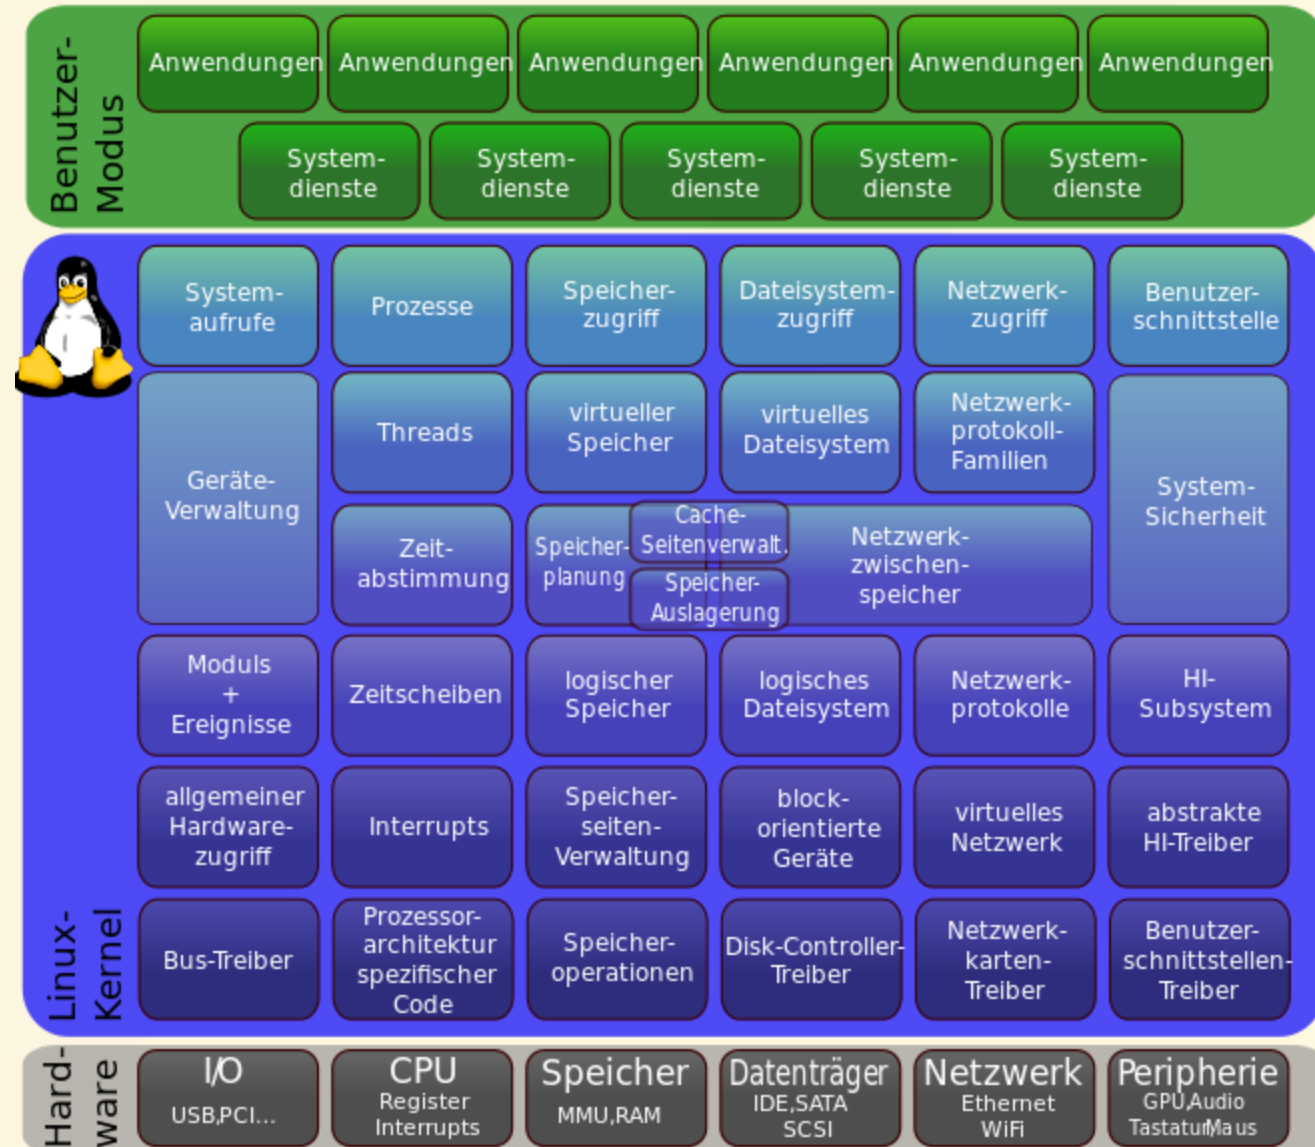 Benutzer-
Modus
Anwendungen
Anwendungen
Anwendungen
Anwendungen
Anwendungen
Anwendungen
System-
dienste
System-
dienste
System-
dienste
System-
dienste
System-
dienste
Linux-
Kernel
System-
aufrufe
Prozesse
Speicher-
zugriff
Dateisystem-
zugriff
Netzwerk-
zugriff
Benutzer-
schnittstelle
Geräte-
Verwaltung
Threads
virtueller
Speicher
virtuelles
Dateisystem
Netzwerk-
protokoll-
Familien
System-
Sicherheit
Zeit-
abstimmung
Speicher-
planung
Cache-
Seitenverwalt.
Speicher-
Auslagerung
Netzwerk-
zwischen-
speicher
Moduls
+
Ereignisse
Zeitscheiben
logischer
Speicher
logisches
Dateisystem
Netzwerk-
protokolle
HI-
Subsystem
allgemeiner
Hardware-
zugriff
Interrupts
Speicher-
seiten-
Verwaltung
block-
orientierte
Geräte
virtuelles
Netzwerk
abstrakte
HI-Treiber
Bus-Treiber
Prozessor-
architektur
spezifischer
Code
Speicher-
operationen
Disk-Controller-
Treiber
Netzwerk-
karten-
Treiber
Benutzer-
schnittstellen-
Treiber
Hard-
ware
I/O
USB,PCI...
CPU
Register
Interrupts
Speicher
MMU,RAM
Datenträger
IDE,SATA
SCSI
Netzwerk
Ethernet
WiFi
Peripherie
GPU,Audio
Tastatur,Maus